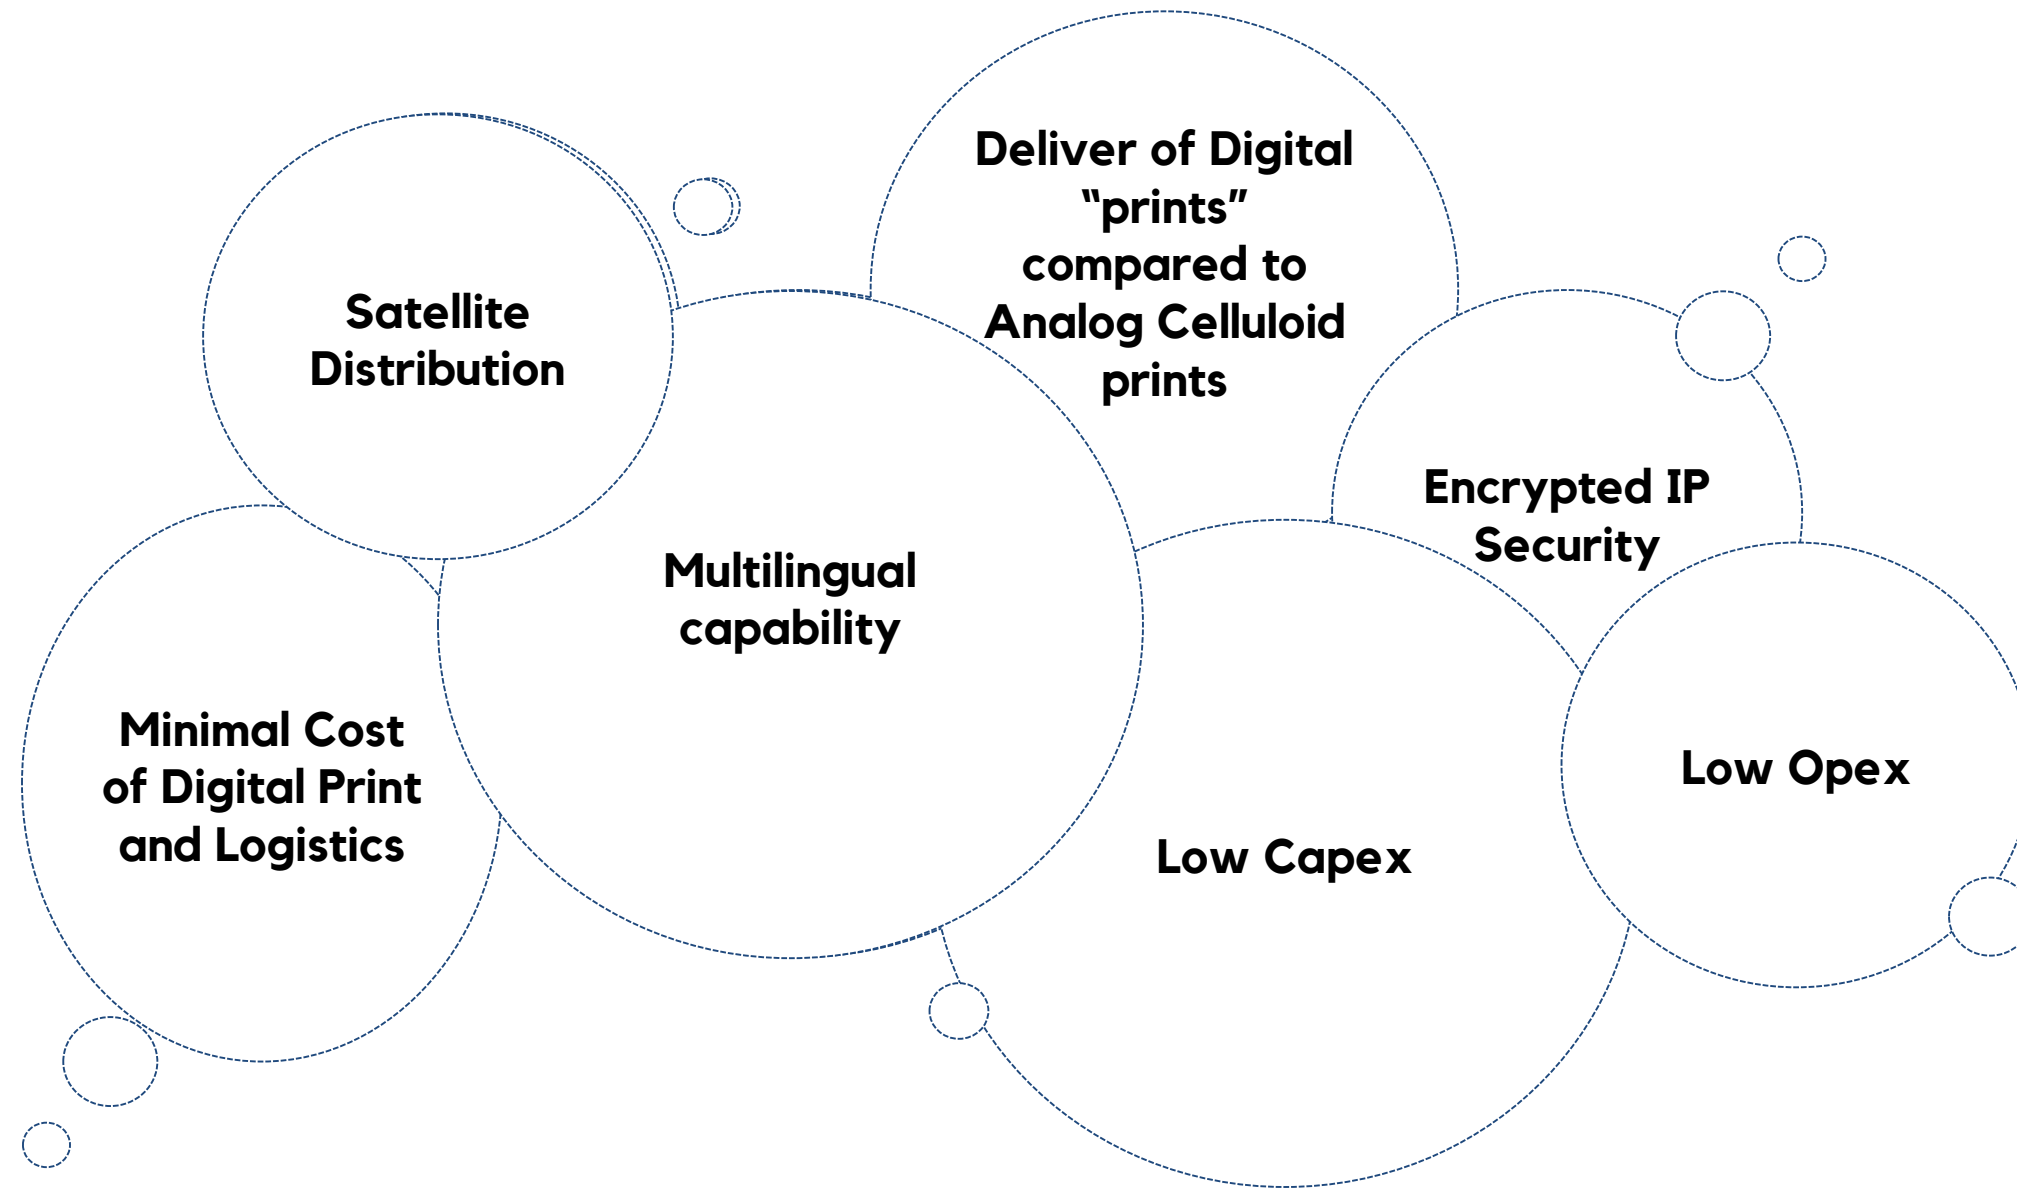 Deliver of Digital
“prints”
compared to
Analog Celluloid
prints
Satellite
Distribution
Encrypted IP
Security
Multilingual
capability
Minimal Cost
of Digital Print
and Logistics
Low Opex
Low Capex